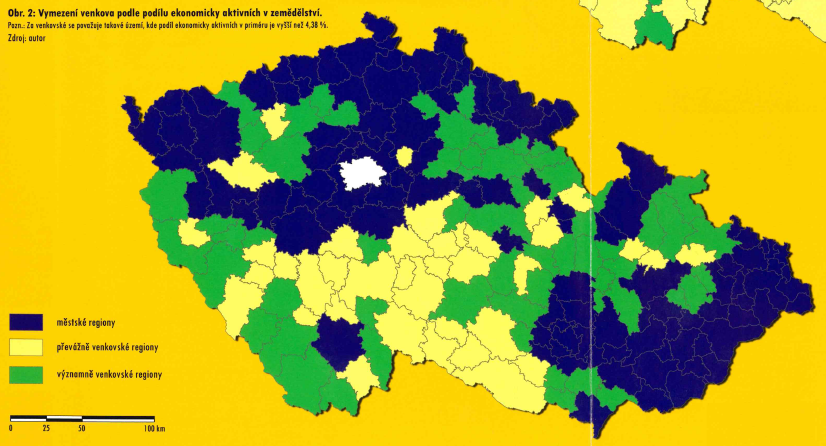 Obr. 2: Vymezení venkova podle podílu ekonomicky aktivních v zemědělství.
Pozn.: Za venkovské se považuje takové území, kde podíl ekonomicky aktivních v priméru je vyšší než 4,38 %.
Zdroj: autor
městské regiony
převážně venkovské regiony
významně venkovské regiony
0 25 50 100 km